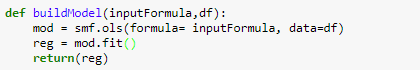 def buildModel(inputFormula,df):
    mod = smf.ols(formula= inputFormula, data=df)
    reg = mod.fit()
    return(reg)